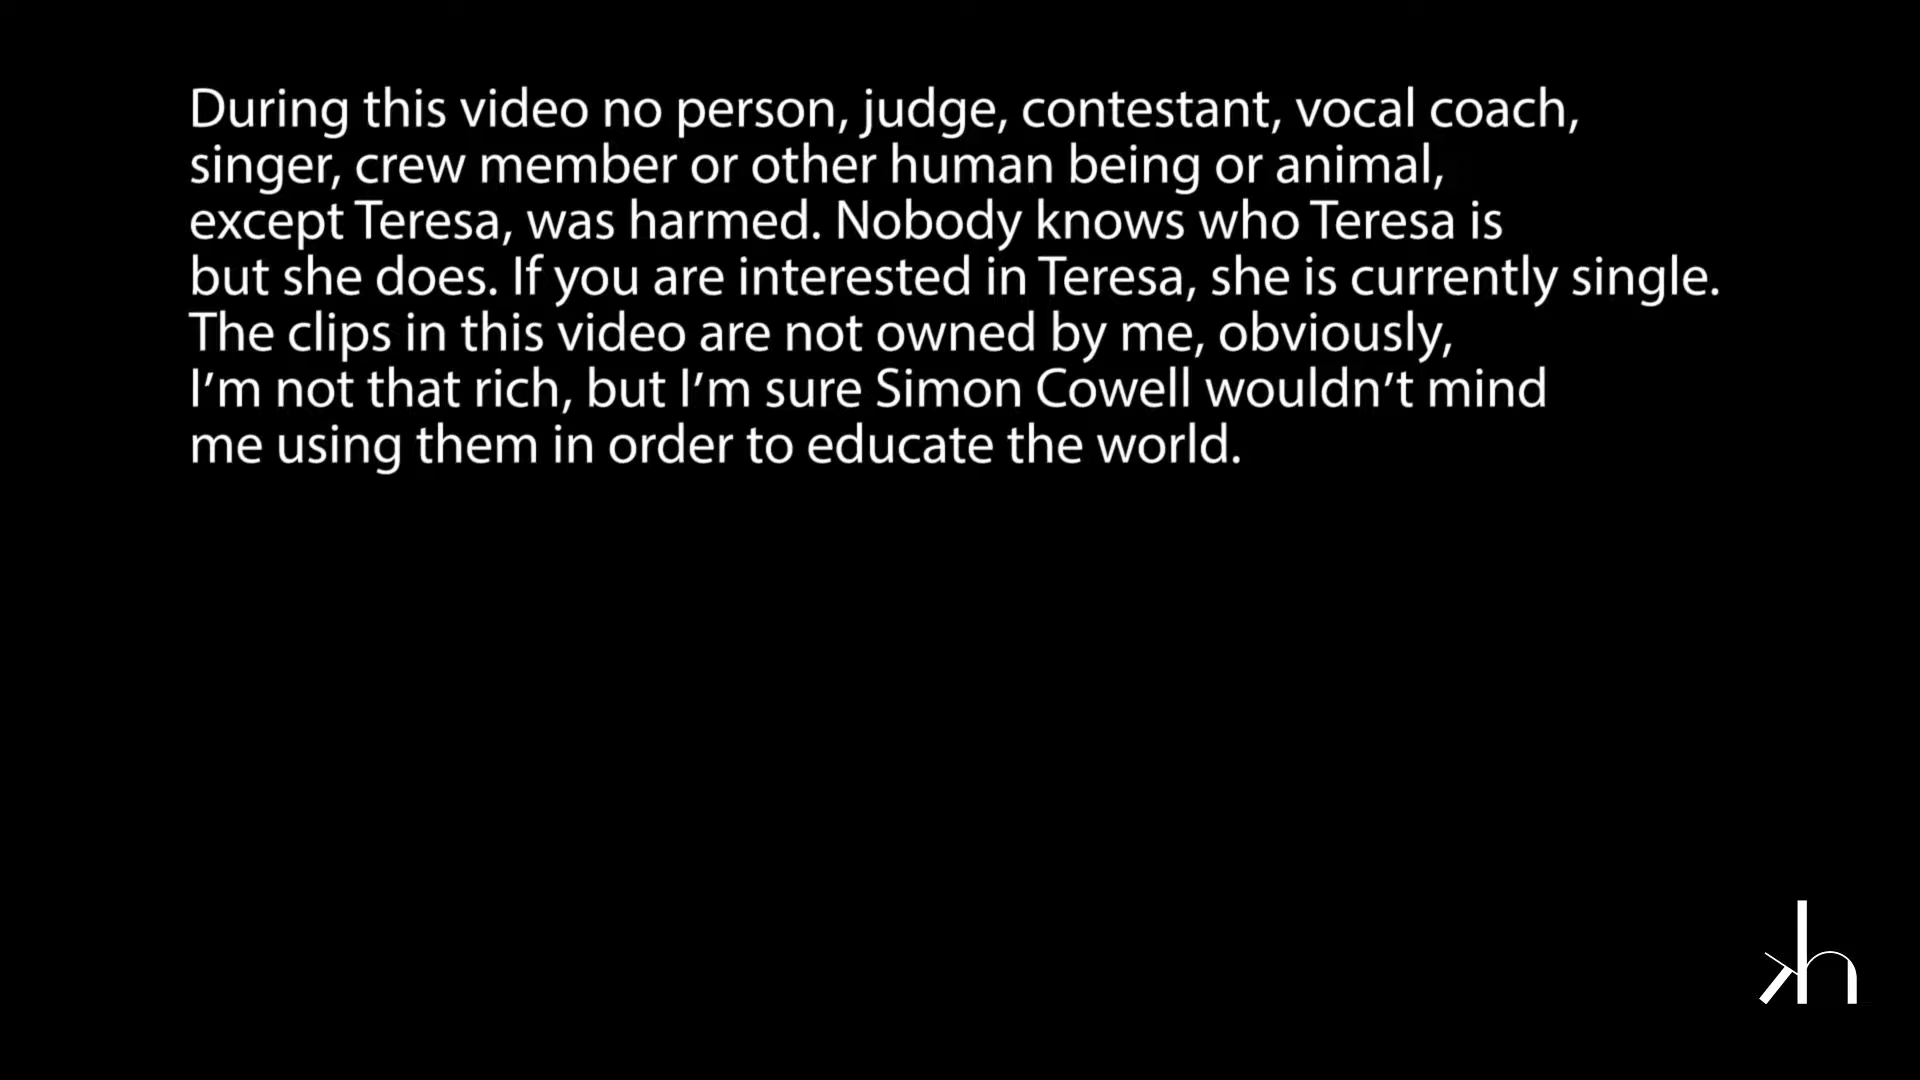 During this video no person, judge, contestant, vocal coach,
singer, crew member or other human being or animal,
except Teresa, was harmed. Nobody knows who Teresa is
but she does. If you are interested in Teresa, she is currently single.
The clips in this video are not owned by me, obviously,
I’m not that rich, but I’m sure Simon Cowell wouldn’t mind
me using them in order to educate the world.
kh